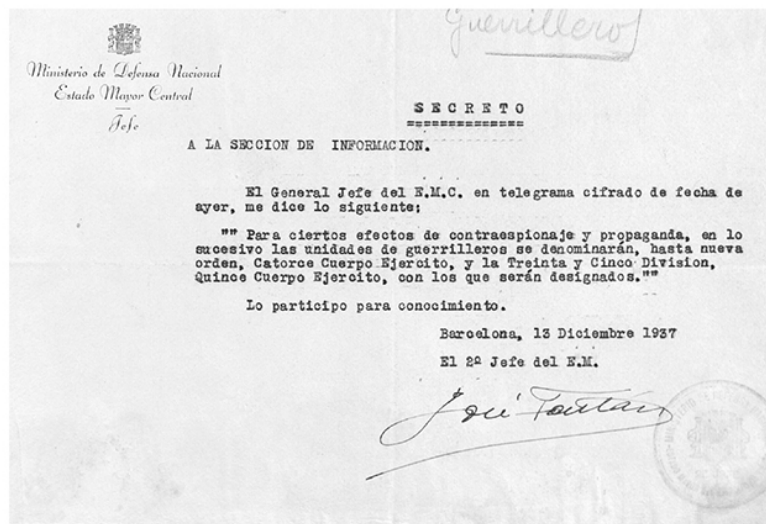 Guerrilleros
Ministerio de Defensa Nacional
Estado Mayor Central
Jefe
SECRETO
A LA SECCION DE INFORMACION.
El General Jefe del E.M.C. en telegrama cifrado de fecha de
ayer, me dice lo siguiente:
"" Para ciertos efectos de contraespionaje y propaganda, en lo
sucesivo las unidades de guerrilleros se denominarán, hasta nueva
orden, Catorce Cuerpo Ejercito, y la Treinta y Cinco Division,
Quince Cuerpo Ejercito, con los que serán designados.""
Lo participo para conocimiento.
Barcelona, 13 Diciembre 1937
El 2º Jefe del E.M.
José